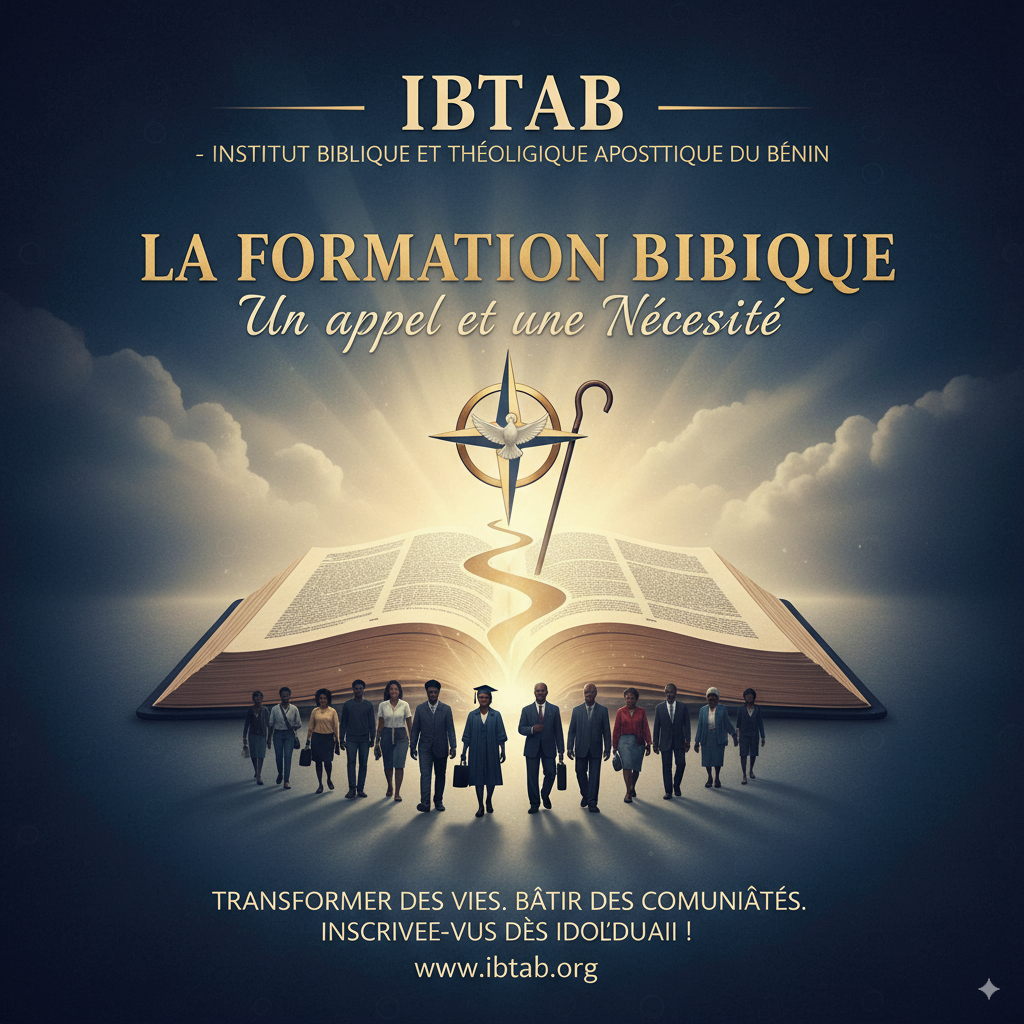 IBTAB
- INSTITUT BIBLIQUE ET THÉOLIGIQUE APOSTTIQUE DU BÉNIN
LA FORMATION BIBIQUE
Un appel et une Nécesité
TRANSFORMER DES VIES. BÂTIR DES COMUNIÂTÉS.
INSCRIVEE-VUS DÈS IDOĽDUAII !
www.ibtab.org